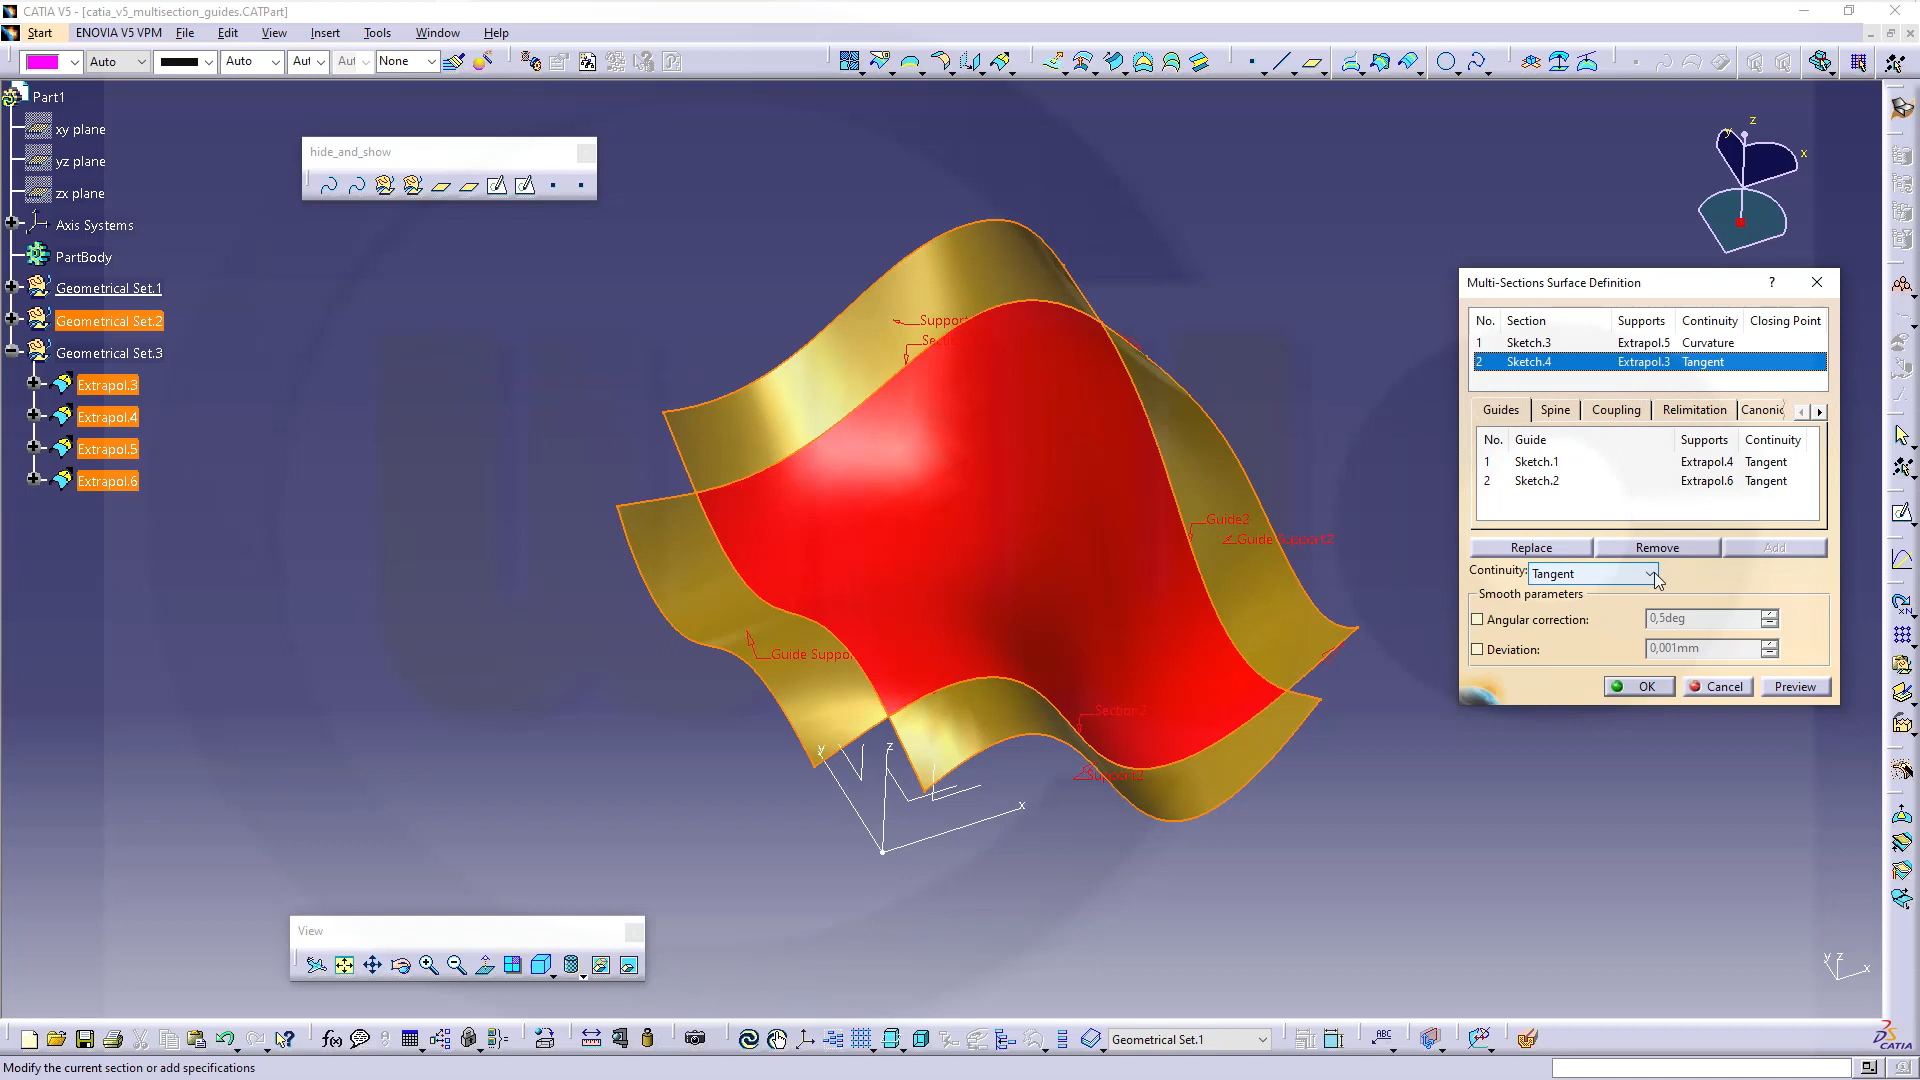 CATIA V5 - [catia_v5_multisection_guides.CATPart]
Start ENOVIA V5 VPM File Edit View Insert Tools Window Help
Auto Auto Aut Aut None
Part1
xy plane
yz plane
zx plane
Axis Systems
PartBody
Geometrical Set.1
Geometrical Set.2
Geometrical Set.3
Extrapol.3
Extrapol.4
Extrapol.5
Extrapol.6
hide_and_show
z
y
x
Support
Sec
Guide2
Guide Support2
Guide Suppo
Section
Support2
y z
x
Multi-Sections Surface Definition ? 
No. Section Supports Continuity Closing Point
1 Sketch.3 Extrapol.5 Curvature
2 Sketch.4 Extrapol.3 Tangent
Guides Spine Coupling Relimitation Canonic
No. Guide Supports Continuity
1 Sketch.1 Extrapol.4 Tangent
2 Sketch.2 Extrapol.6 Tangent
Replace Remove Add
Continuity: Tangent
Smooth parameters
Angular correction: 0,5deg
Deviation: 0,001mm
OK Cancel Preview
View
y z
x
f(x) ABC Geometrical Set.1
CATIA
Modify the current section or add specifications